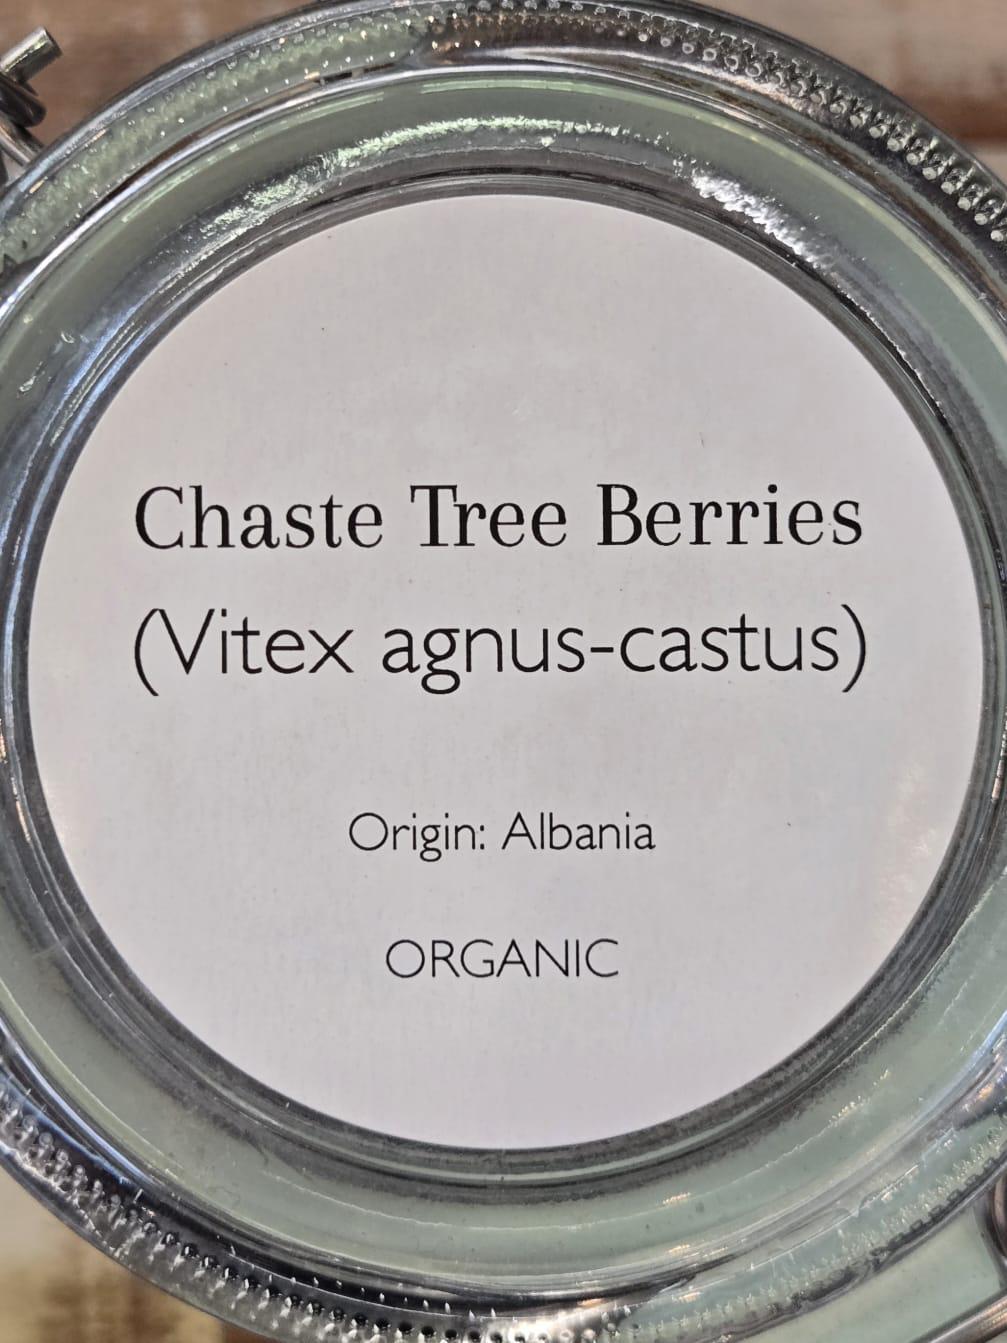 Chaste Tree Berries
(Vitex agnus-castus)
Origin: Albania
ORGANIC